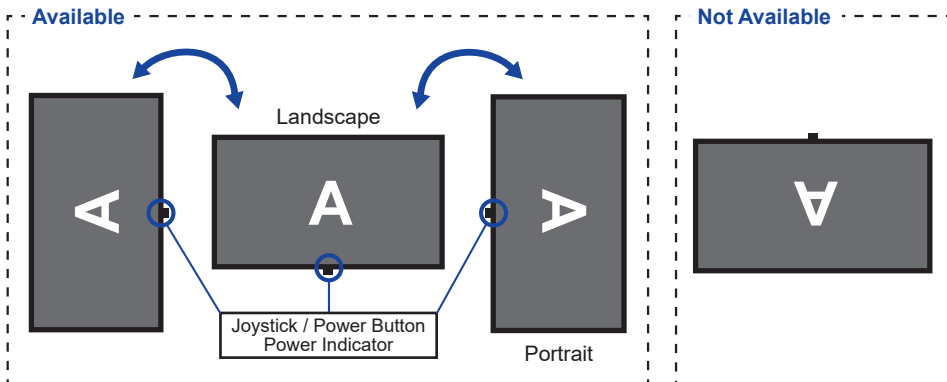 Available
Not Available
Landscape
A
A
A
A
Joystick / Power Button
Power Indicator
Portrait